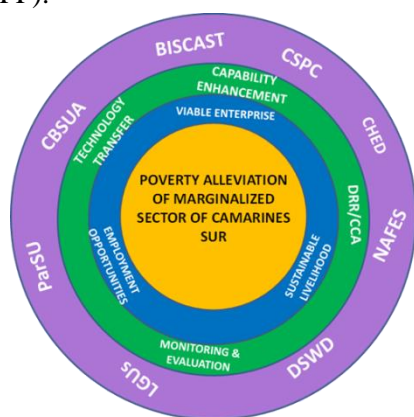 BISCAST
CSPC
CHED
NAFES
DSWD
LGUs
ParSU
CBSUA
CAPABILITY
ENHANCEMENT
DRR/CCA
MONITORING &
EVALUATION
TECHNOLOGY
TRANSFER
VIABLE ENTERPRISE
SUSTAINABLE
LIVELIHOOD
EMPLOYMENT
OPPORTUNITIES
POVERTY ALLEVIATION
OF MARGINALIZED
SECTOR OF CAMARINES
SUR